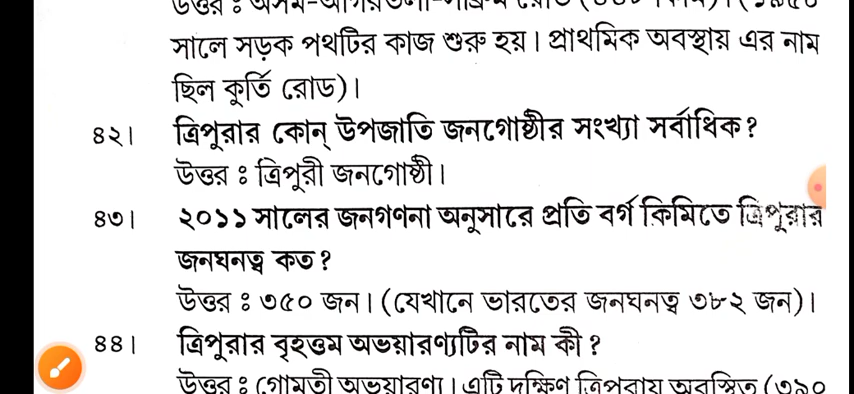 সালে সড়ক পথটির কাজ শুরু হয়। প্রাথমিক অবস্থায় এর নাম
ছিল কুর্তি রোড)।
৪২। ত্রিপুরার কোন্ উপজাতি জনগোষ্ঠীর সংখ্যা সর্বাধিক?
উত্তর ঃ ত্রিপুরী জনগোষ্ঠী।
৪৩। ২০১১ সালের জনগণনা অনুসারে প্রতি বর্গ কিমিতে ত্রিপুরার
জনঘনত্ব কত?
উত্তর ঃ ৩৫০ জন। (যেখানে ভারতের জনঘনত্ব ৩৮২ জন)।
৪৪। ত্রিপুরার বৃহত্তম অভয়ারণ্যটির নাম কী?
উত্তর ঃ গোমতী অভয়ারণ্য। এটি দক্ষিণ ত্রিপুরায় অবস্থিত (৩৯০